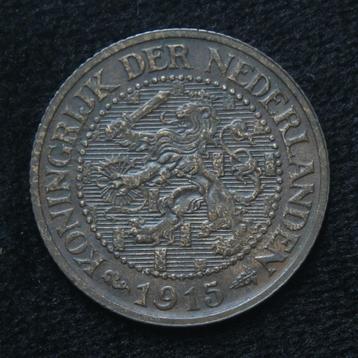 KONINGRIJK DER NEDERLANDEN
1915